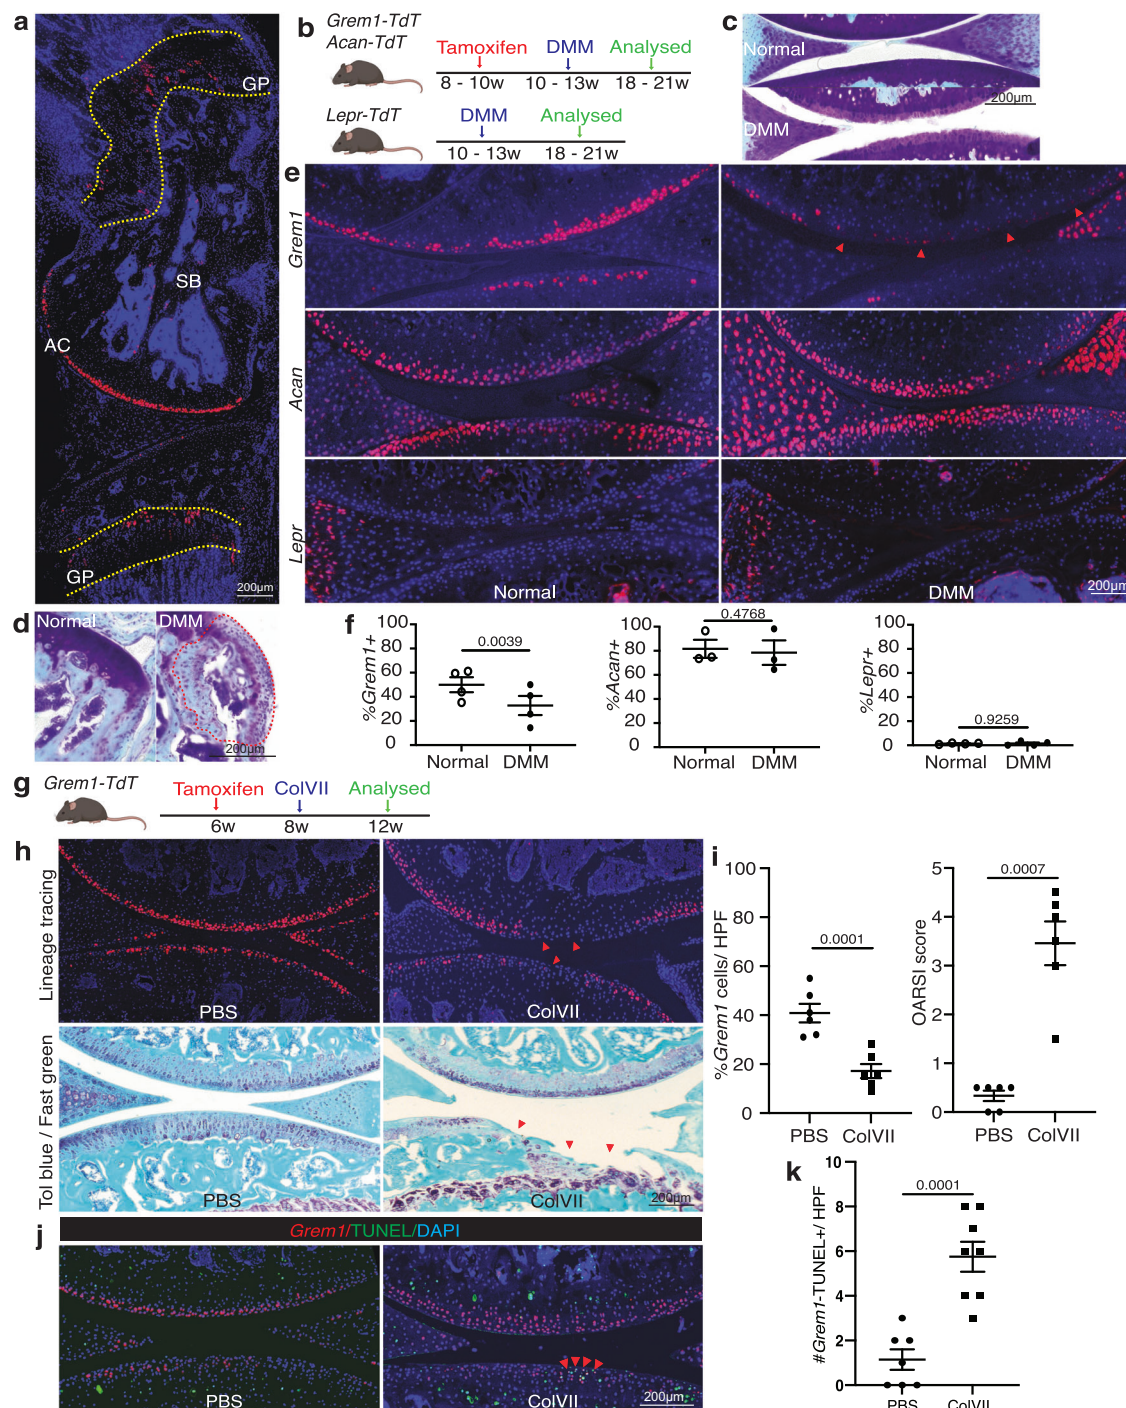 a
GP
SB
AC
GP
200µm
b
Grem1-TdT
Acan-TdT
Tamoxifen
DMM
Analysed
8 - 10w
10 - 13w
18 - 21w
Lepr-TdT
DMM
Analysed
10 - 13w
18 - 21w
c
Normal
200µm
DMM
d
Normal
DMM
200µm
e
Grem1
Acan
Lepr
Normal
DMM
200µm
f
%Grem1+
100
80
60
40
20
0
0.0039
Normal
DMM
%Acan+
100
80
60
40
20
0
0.4768
Normal
DMM
%Lepr+
100
80
60
40
20
0
0.9259
Normal
DMM
g
Grem1-TdT
Tamoxifen
ColVII
Analysed
6w
8w
12w
h
Lineage tracing
PBS
ColVII
Tol blue / Fast green
PBS
ColVII
200µm
i
%Grem1 cells/ HPF
100
80
60
40
20
0
0.0001
PBS
ColVII
OARSI score
5
4
3
2
1
0
0.0007
PBS
ColVII
j
Grem1/TUNEL/DAPI
PBS
ColVII
200µm
k
#Grem1-TUNEL+/ HPF
10
8
6
4
2
0
0.0001
PBS
ColVII